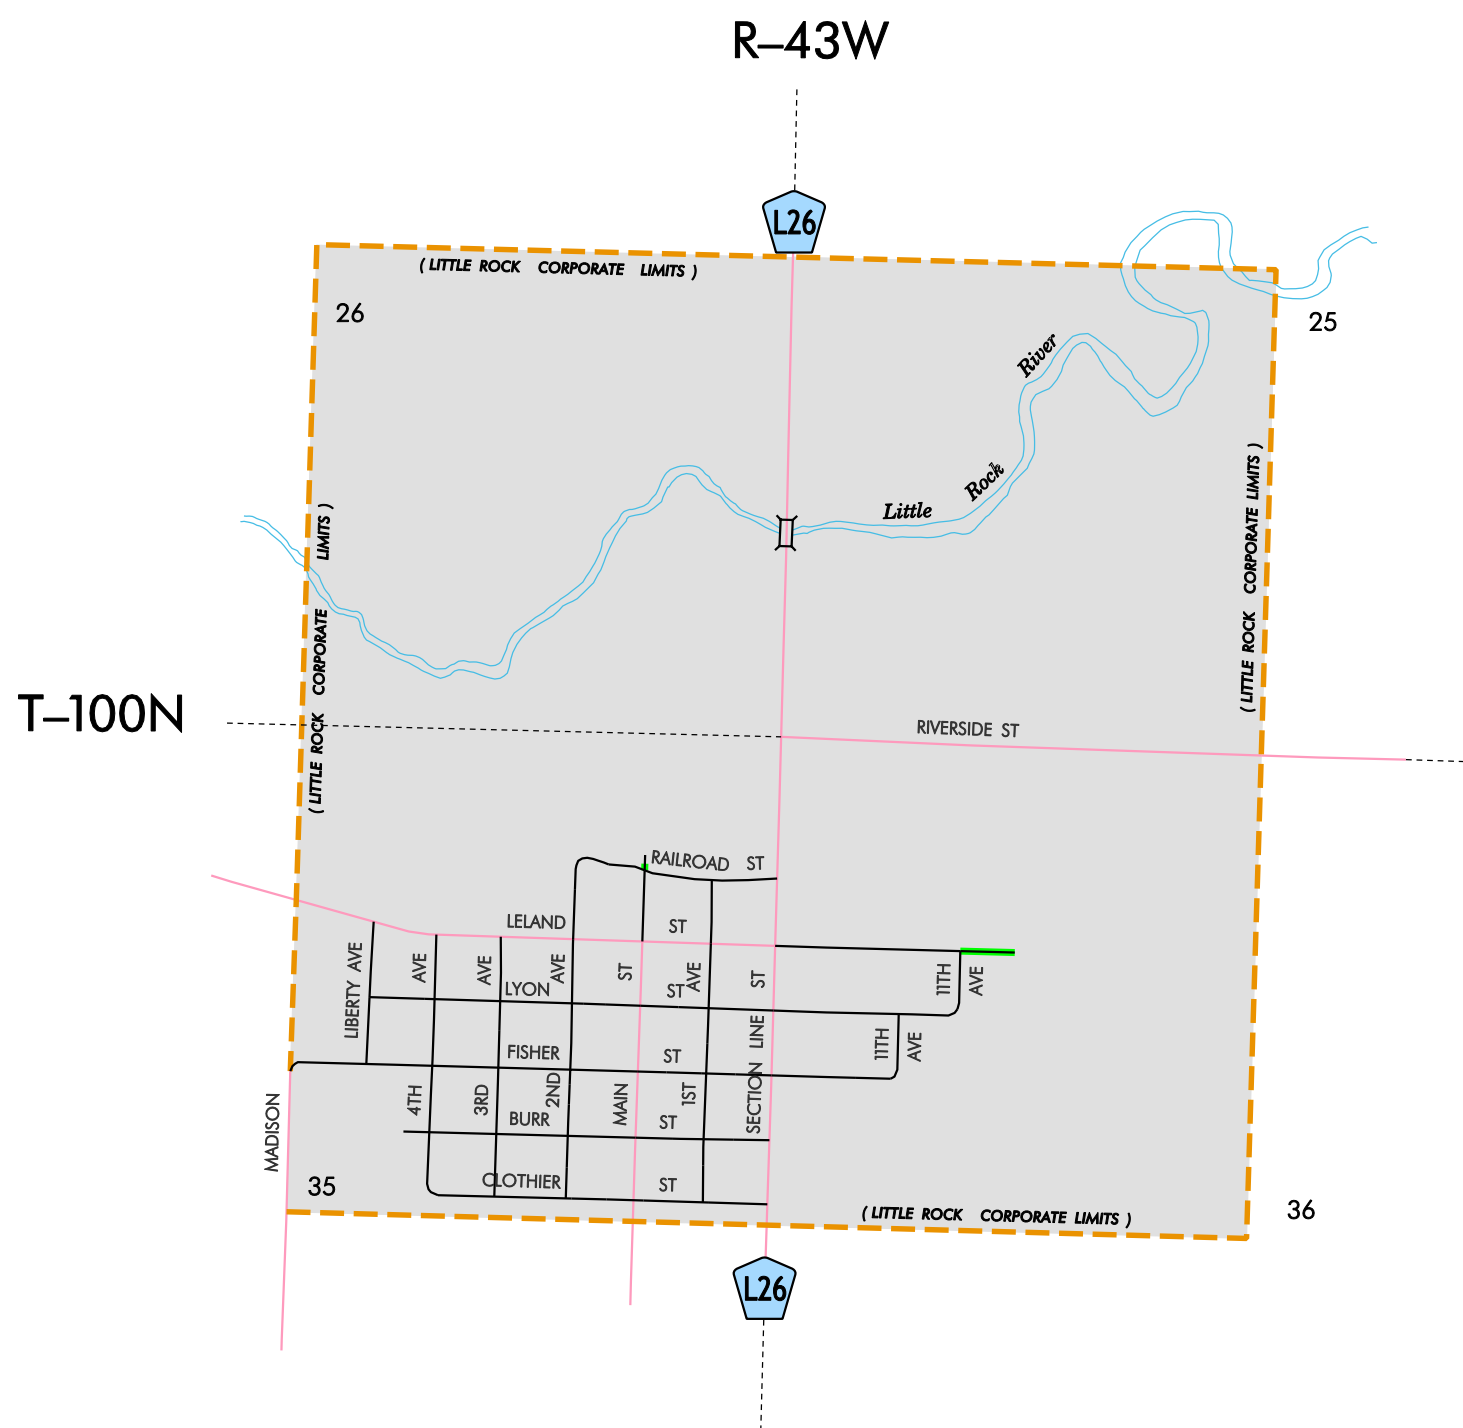 R–43W
L26
( LITTLE ROCK CORPORATE LIMITS )
26
25
River
Rock
Little
( LITTLE ROCK CORPORATE LIMITS )
( LITTLE ROCK CORPORATE LIMITS )
T–100N
RIVERSIDE ST
RAILROAD ST
LELAND ST
LIBERTY AVE
4TH AVE
3RD AVE
2ND AVE
MAIN ST
1ST AVE
SECTION LINE ST
11TH AVE
11TH AVE
LYON ST
FISHER ST
BURR ST
CLOTHIER ST
MADISON
35
36
( LITTLE ROCK CORPORATE LIMITS )
L26